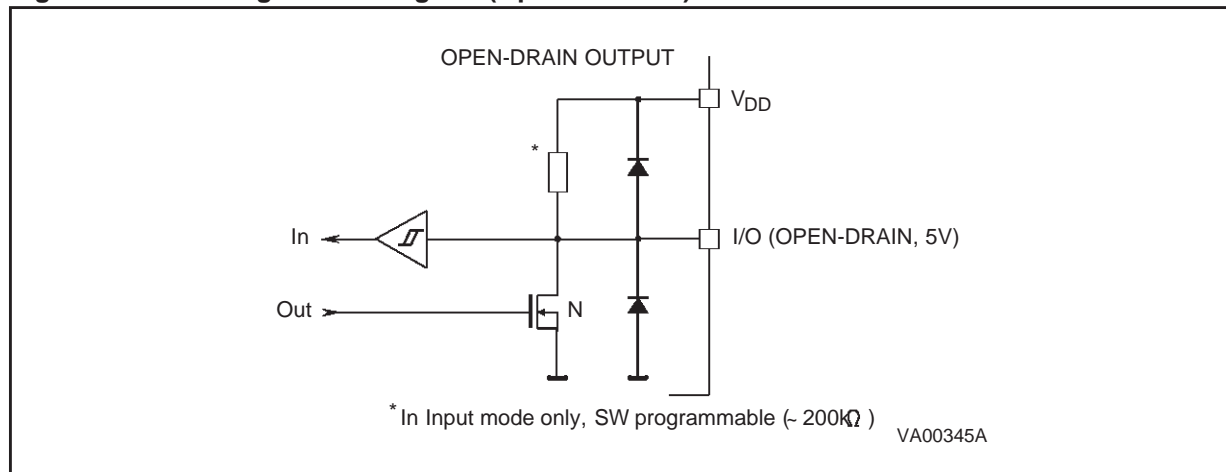 OPEN-DRAIN OUTPUT
VDD
*
In
I/O (OPEN-DRAIN, 5V)
Out
N
* In Input mode only, SW programmable (~ 200kΩ )
VA00345A